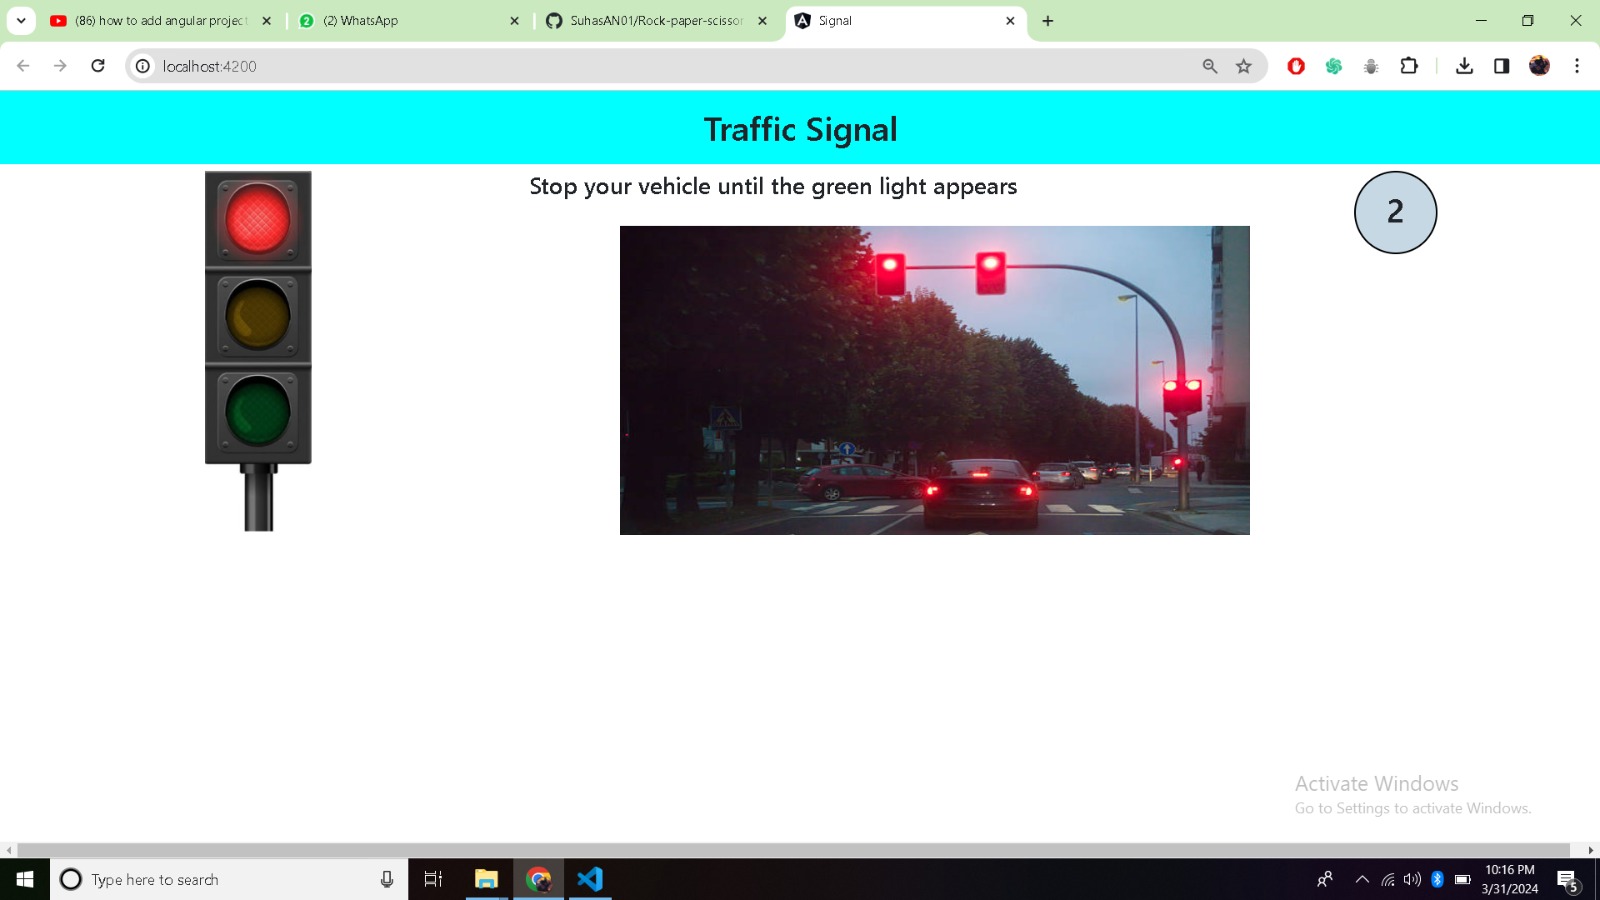 (86) how to add angular projec
(2) WhatsApp
SuhasAN01/Rock-paper-scissor
Signal
localhost:4200
Traffic Signal
Stop your vehicle until the green light appears
2
Activate Windows
Go to Settings to activate Windows.
Type here to search
10:16 PM
3/31/2024
5